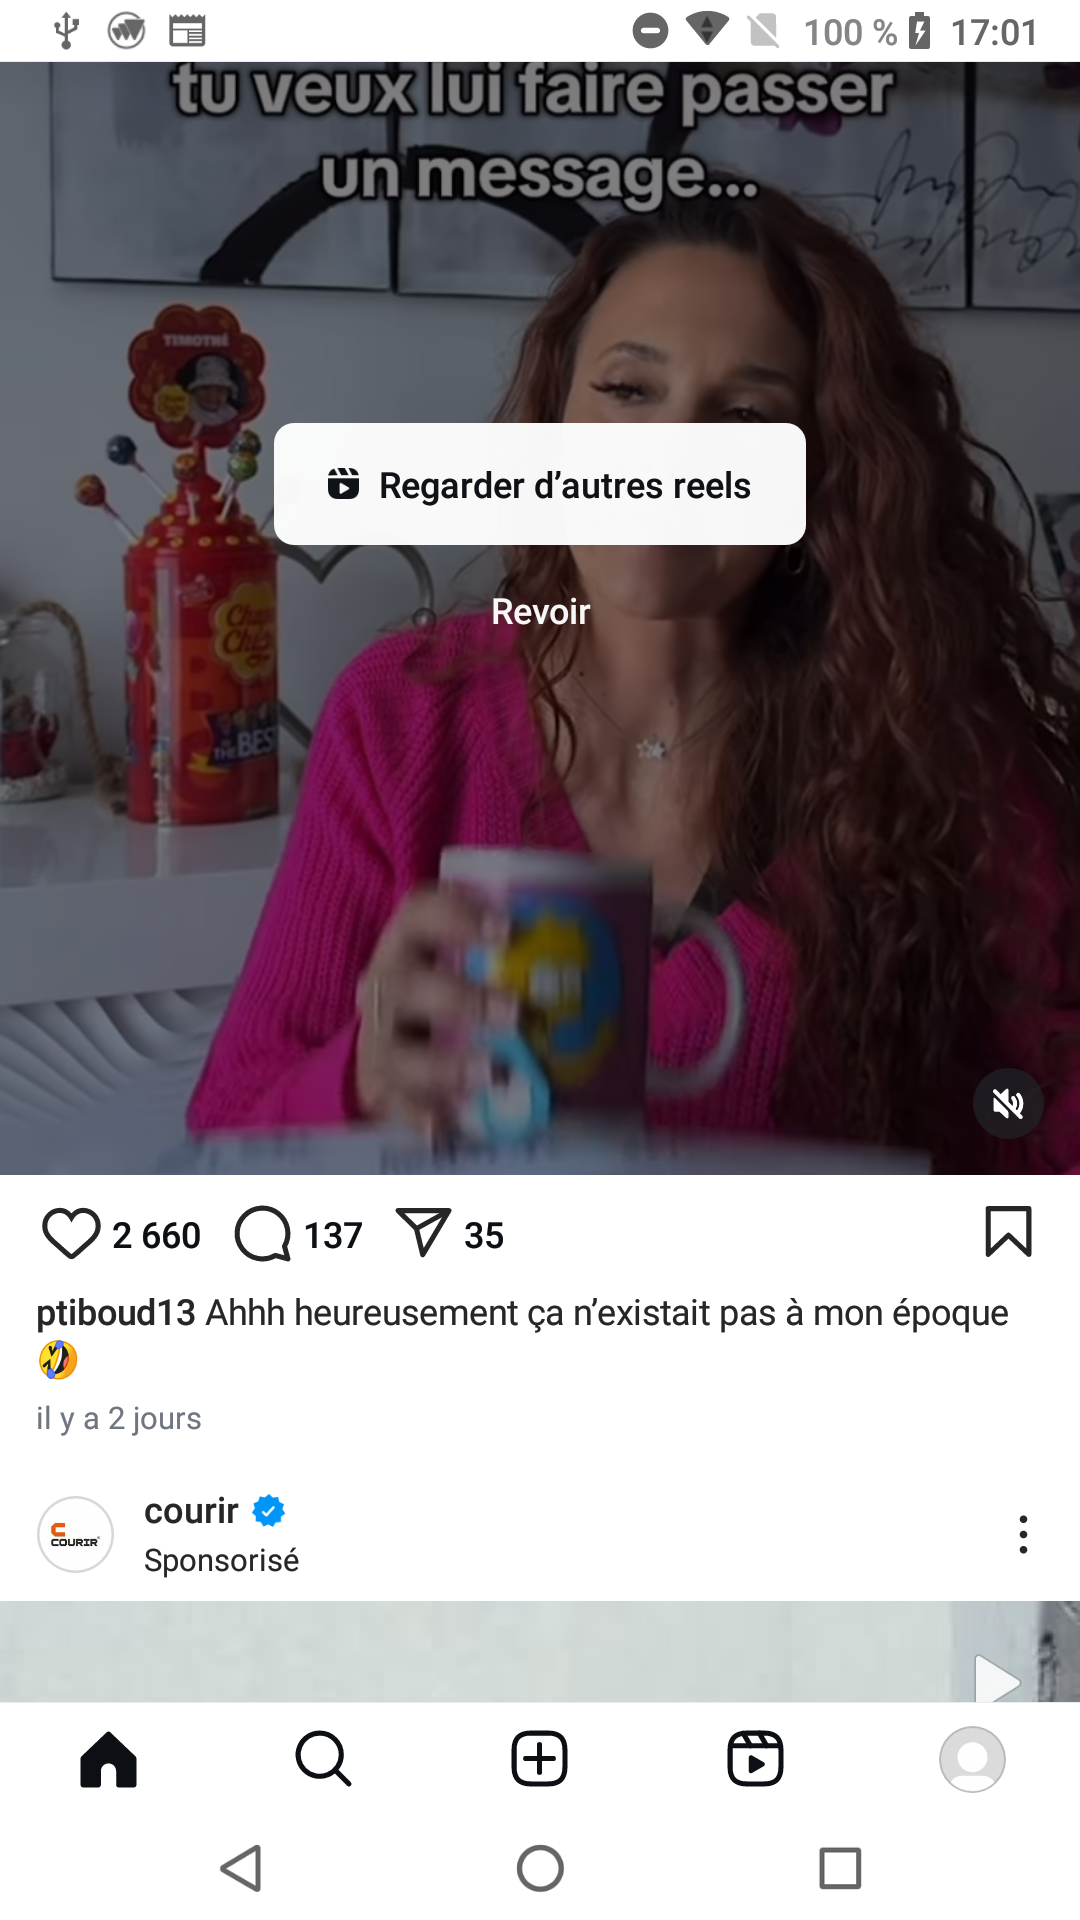 100 % 17:01
tu veux lui faire passer
un message...
TIMOTHÉ
Chupa
Chups
THE BEST
Regarder d’autres reels
Revoir
2 660 137 35
ptiboud13 Ahhh heureusement ça n’existait pas à mon époque
🤣
il y a 2 jours
courir
COURIR
Sponsorisé